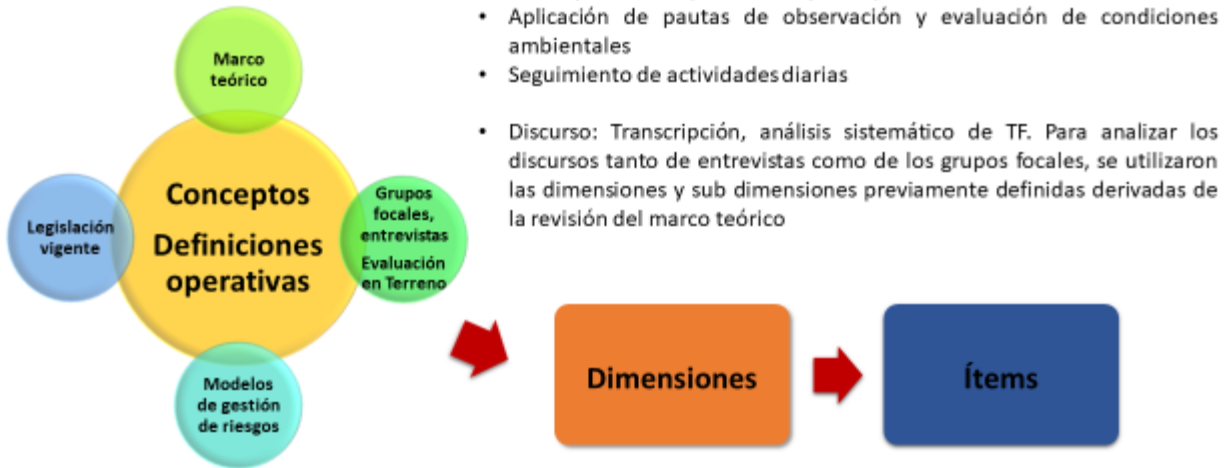 • Aplicación de pautas de observación y evaluación de condiciones
ambientales
• Seguimiento de actividades diarias
• Discurso: Transcripción, análisis sistemático de TF. Para analizar los
discursos tanto de entrevistas como de los grupos focales, se utilizaron
las dimensiones y sub dimensiones previamente definidas derivadas de
la revisión del marco teórico
Marco
teórico
Conceptos
Definiciones
operativas
Legislación
vigente
Grupos
focales,
entrevistas
Evaluación
en Terreno
Modelos
de gestión
de riesgos
Dimensiones
Ítems